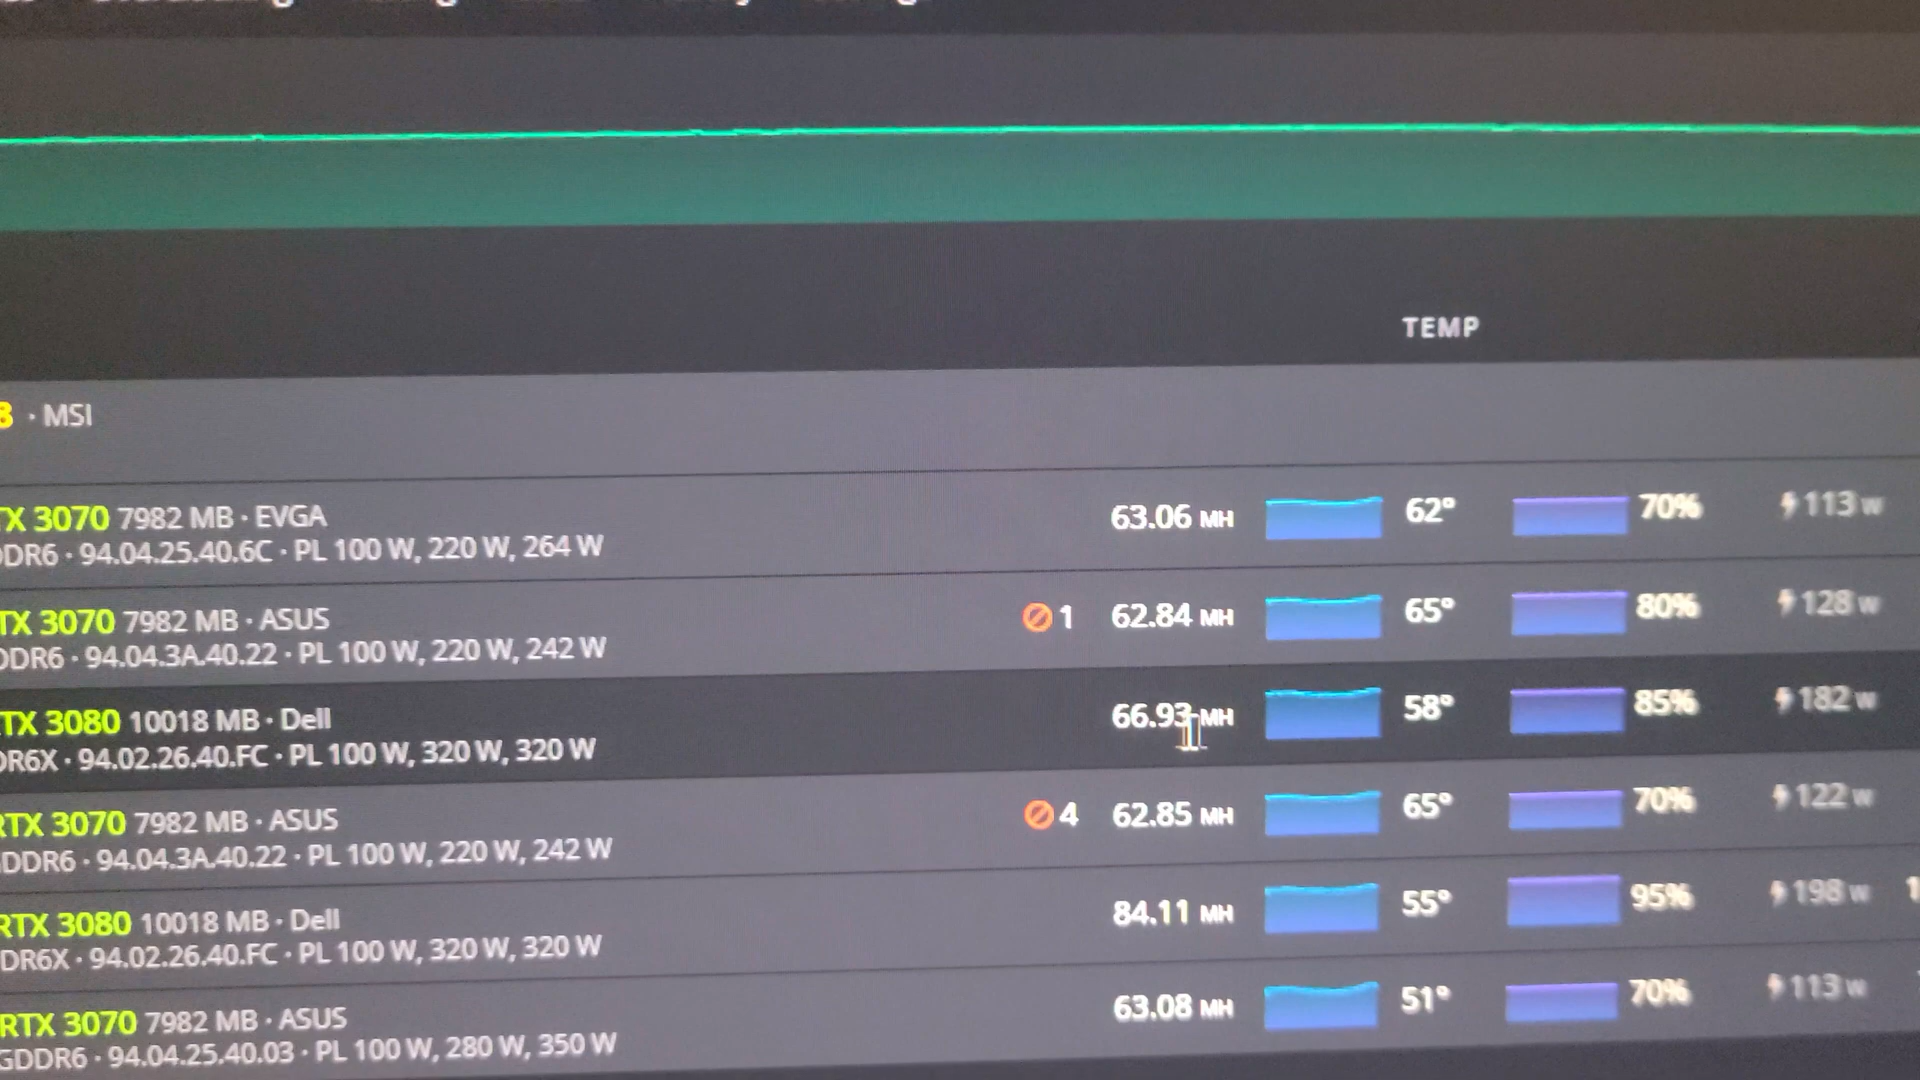 TEMP
· MSI
TX 3070 7982 MB · EVGA 63.06 MH 62° 70% 113 W
DDR6 · 94.04.25.40.6C · PL 100 W, 220 W, 264 W
TX 3070 7982 MB · ASUS 1 62.84 MH 65° 80% 128 W
DDR6 · 94.04.3A.40.22 · PL 100 W, 220 W, 242 W
TX 3080 10018 MB · Dell 66.93 MH 58° 85% 182 W
DR6X · 94.02.26.40.FC · PL 100 W, 320 W, 320 W
RTX 3070 7982 MB · ASUS 4 62.85 MH 65° 70% 122 W
DDR6 · 94.04.3A.40.22 · PL 100 W, 220 W, 242 W
RTX 3080 10018 MB · Dell 84.11 MH 55° 95% 198 W
DR6X · 94.02.26.40.FC · PL 100 W, 320 W, 320 W
RTX 3070 7982 MB · ASUS 63.08 MH 51° 70% 113 W
GDDR6 · 94.04.25.40.03 · PL 100 W, 280 W, 350 W